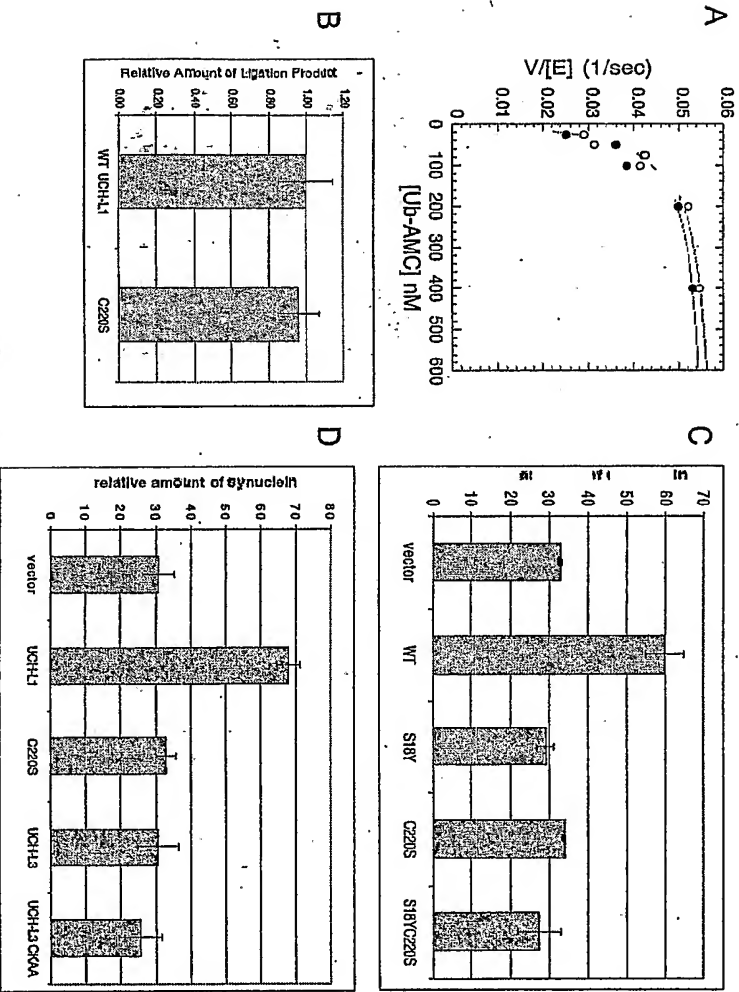 A
V/[E] (1/sec)
0.06
0.05
0.04
0.03
0.02
0.01
0
0 100 200 300 400 500 600
[Ub-AMC] nM
B
Relative Amount of Ligation Product
1.20
1.00
0.80
0.60
0.40
0.20
0.00
WT UCH-L1 C220S
C
70
60
50
40
30
20
10
0
vector WT S18Y C220S S18YC220S
D
relative amount of synuclein
80
70
60
50
40
30
20
10
0
vector UCH-L1 C220S UCH-L3 UCH-L3 CKAA